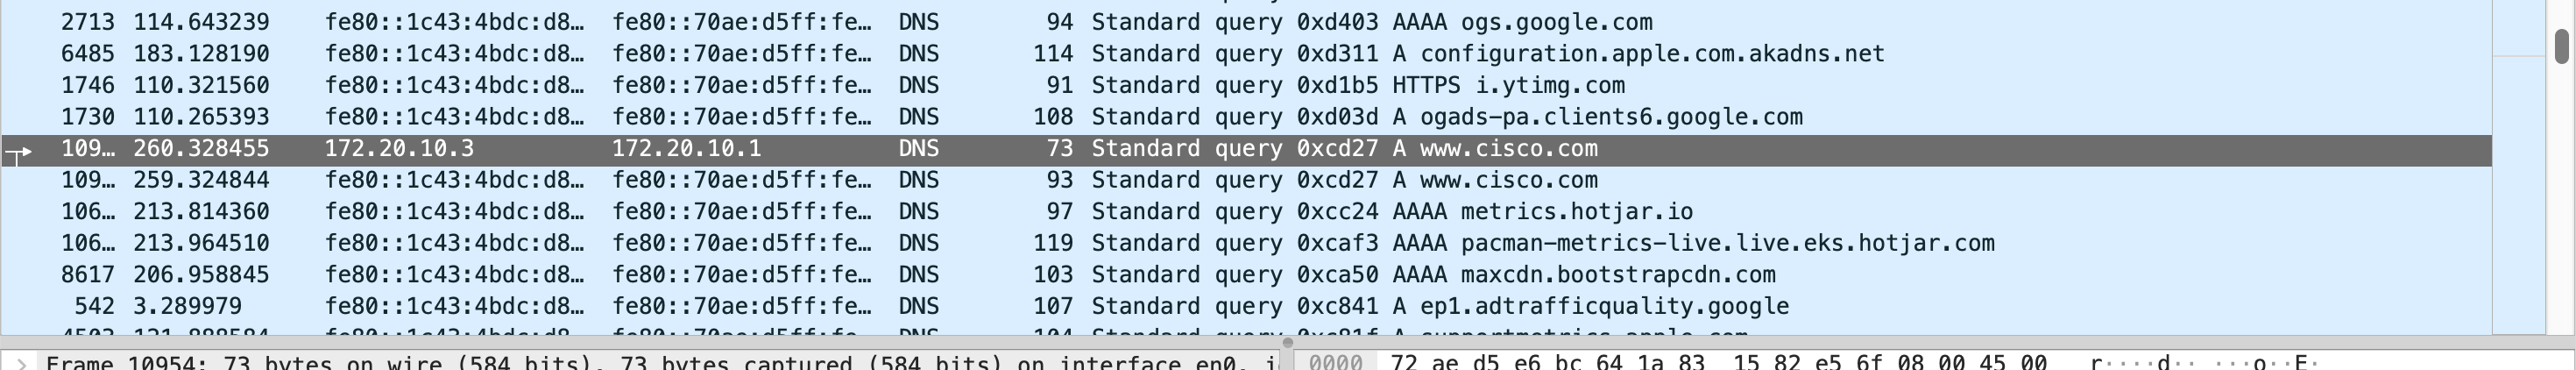 2713 114.643239 fe80::1c43:4bdc:d8… fe80::70ae:d5ff:fe… DNS 94 Standard query 0xd403 AAAA ogs.google.com
6485 183.128190 fe80::1c43:4bdc:d8… fe80::70ae:d5ff:fe… DNS 114 Standard query 0xd311 A configuration.apple.com.akadns.net
1746 110.321560 fe80::1c43:4bdc:d8… fe80::70ae:d5ff:fe… DNS 91 Standard query 0xd1b5 HTTPS i.ytimg.com
1730 110.265393 fe80::1c43:4bdc:d8… fe80::70ae:d5ff:fe… DNS 108 Standard query 0xd03d A ogads-pa.clients6.google.com
109… 260.328455 172.20.10.3 172.20.10.1 DNS 73 Standard query 0xcd27 A www.cisco.com
109… 259.324844 fe80::1c43:4bdc:d8… fe80::70ae:d5ff:fe… DNS 93 Standard query 0xcd27 A www.cisco.com
106… 213.814360 fe80::1c43:4bdc:d8… fe80::70ae:d5ff:fe… DNS 97 Standard query 0xcc24 AAAA metrics.hotjar.io
106… 213.964510 fe80::1c43:4bdc:d8… fe80::70ae:d5ff:fe… DNS 119 Standard query 0xcaf3 AAAA pacman-metrics-live.live.eks.hotjar.com
8617 206.958845 fe80::1c43:4bdc:d8… fe80::70ae:d5ff:fe… DNS 103 Standard query 0xca50 AAAA maxcdn.bootstrapcdn.com
542 3.289979 fe80::1c43:4bdc:d8… fe80::70ae:d5ff:fe… DNS 107 Standard query 0xc841 A ep1.adtrafficquality.google
DNS 104 Standard query 0xc81f A supportmetrics.apple.com
Frame 10954: 73 bytes on wire (584 bits), 73 bytes captured (584 bits) on interface en0, 0000 72 ae d5 e6 bc 64 1a 83 15 82 e5 6f 08 00 45 00 r····d·· ···o··E·